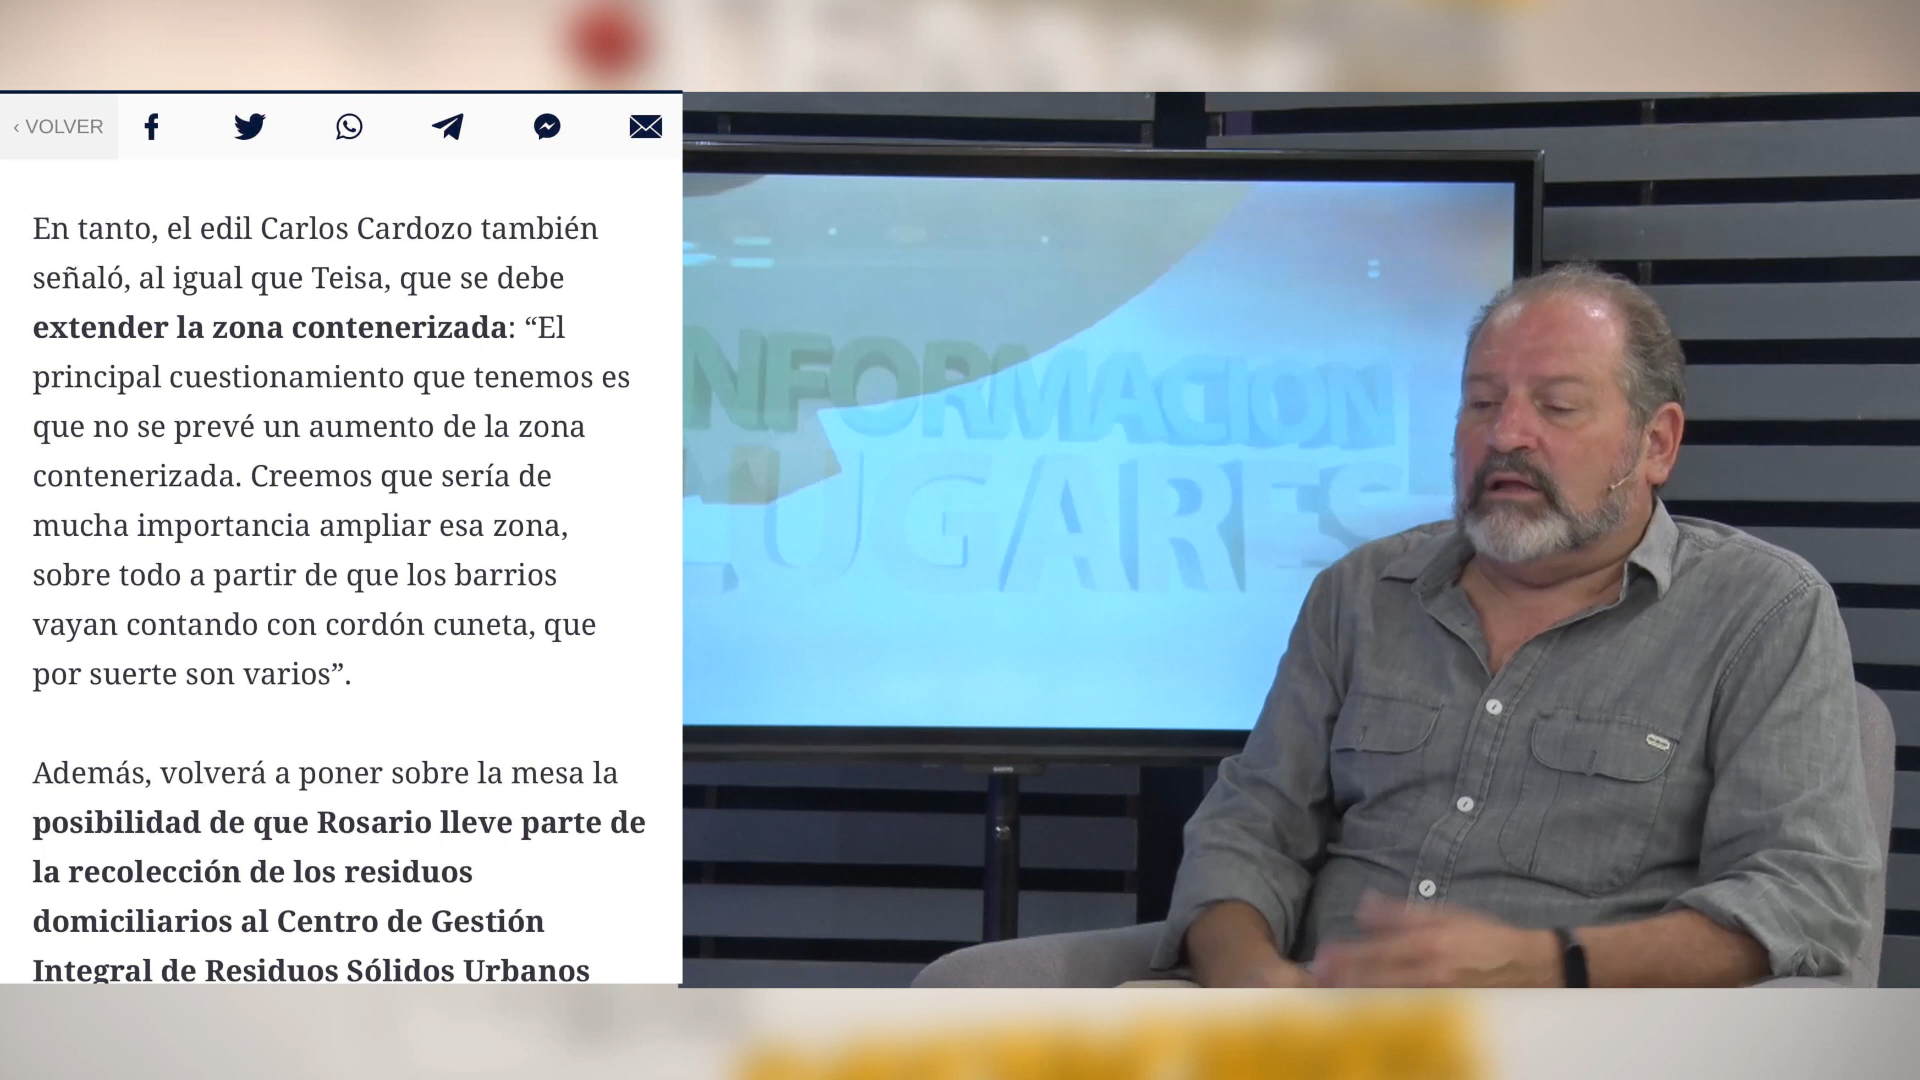 ‹ VOLVER
En tanto, el edil Carlos Cardozo también
señaló, al igual que Teisa, que se debe
extender la zona contenerizada: “El
principal cuestionamiento que tenemos es
que no se prevé un aumento de la zona
contenerizada. Creemos que sería de
mucha importancia ampliar esa zona,
sobre todo a partir de que los barrios
vayan contando con cordón cuneta, que
por suerte son varios”.
Además, volverá a poner sobre la mesa la
posibilidad de que Rosario lleve parte de
la recolección de los residuos
domiciliarios al Centro de Gestión
Integral de Residuos Sólidos Urbanos
NFORMACION
LUGARES
SANYO